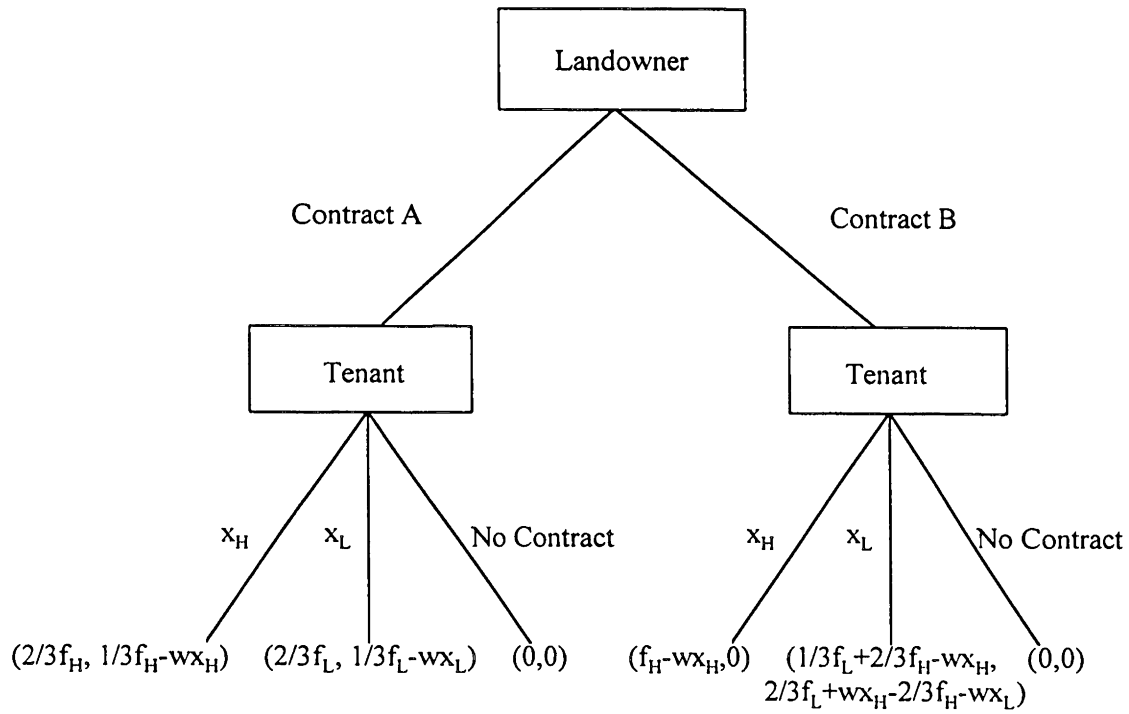 Landowner
Contract A
Contract B
Tenant
Tenant
x_H
x_L
No Contract
x_H
x_L
No Contract
(2/3f_H, 1/3f_H-wx_H)
(2/3f_L, 1/3f_L-wx_L)
(0,0)
(f_H-wx_H,0)
(1/3f_L+2/3f_H-wx_H,
2/3f_L+wx_H-2/3f_H-wx_L)
(0,0)